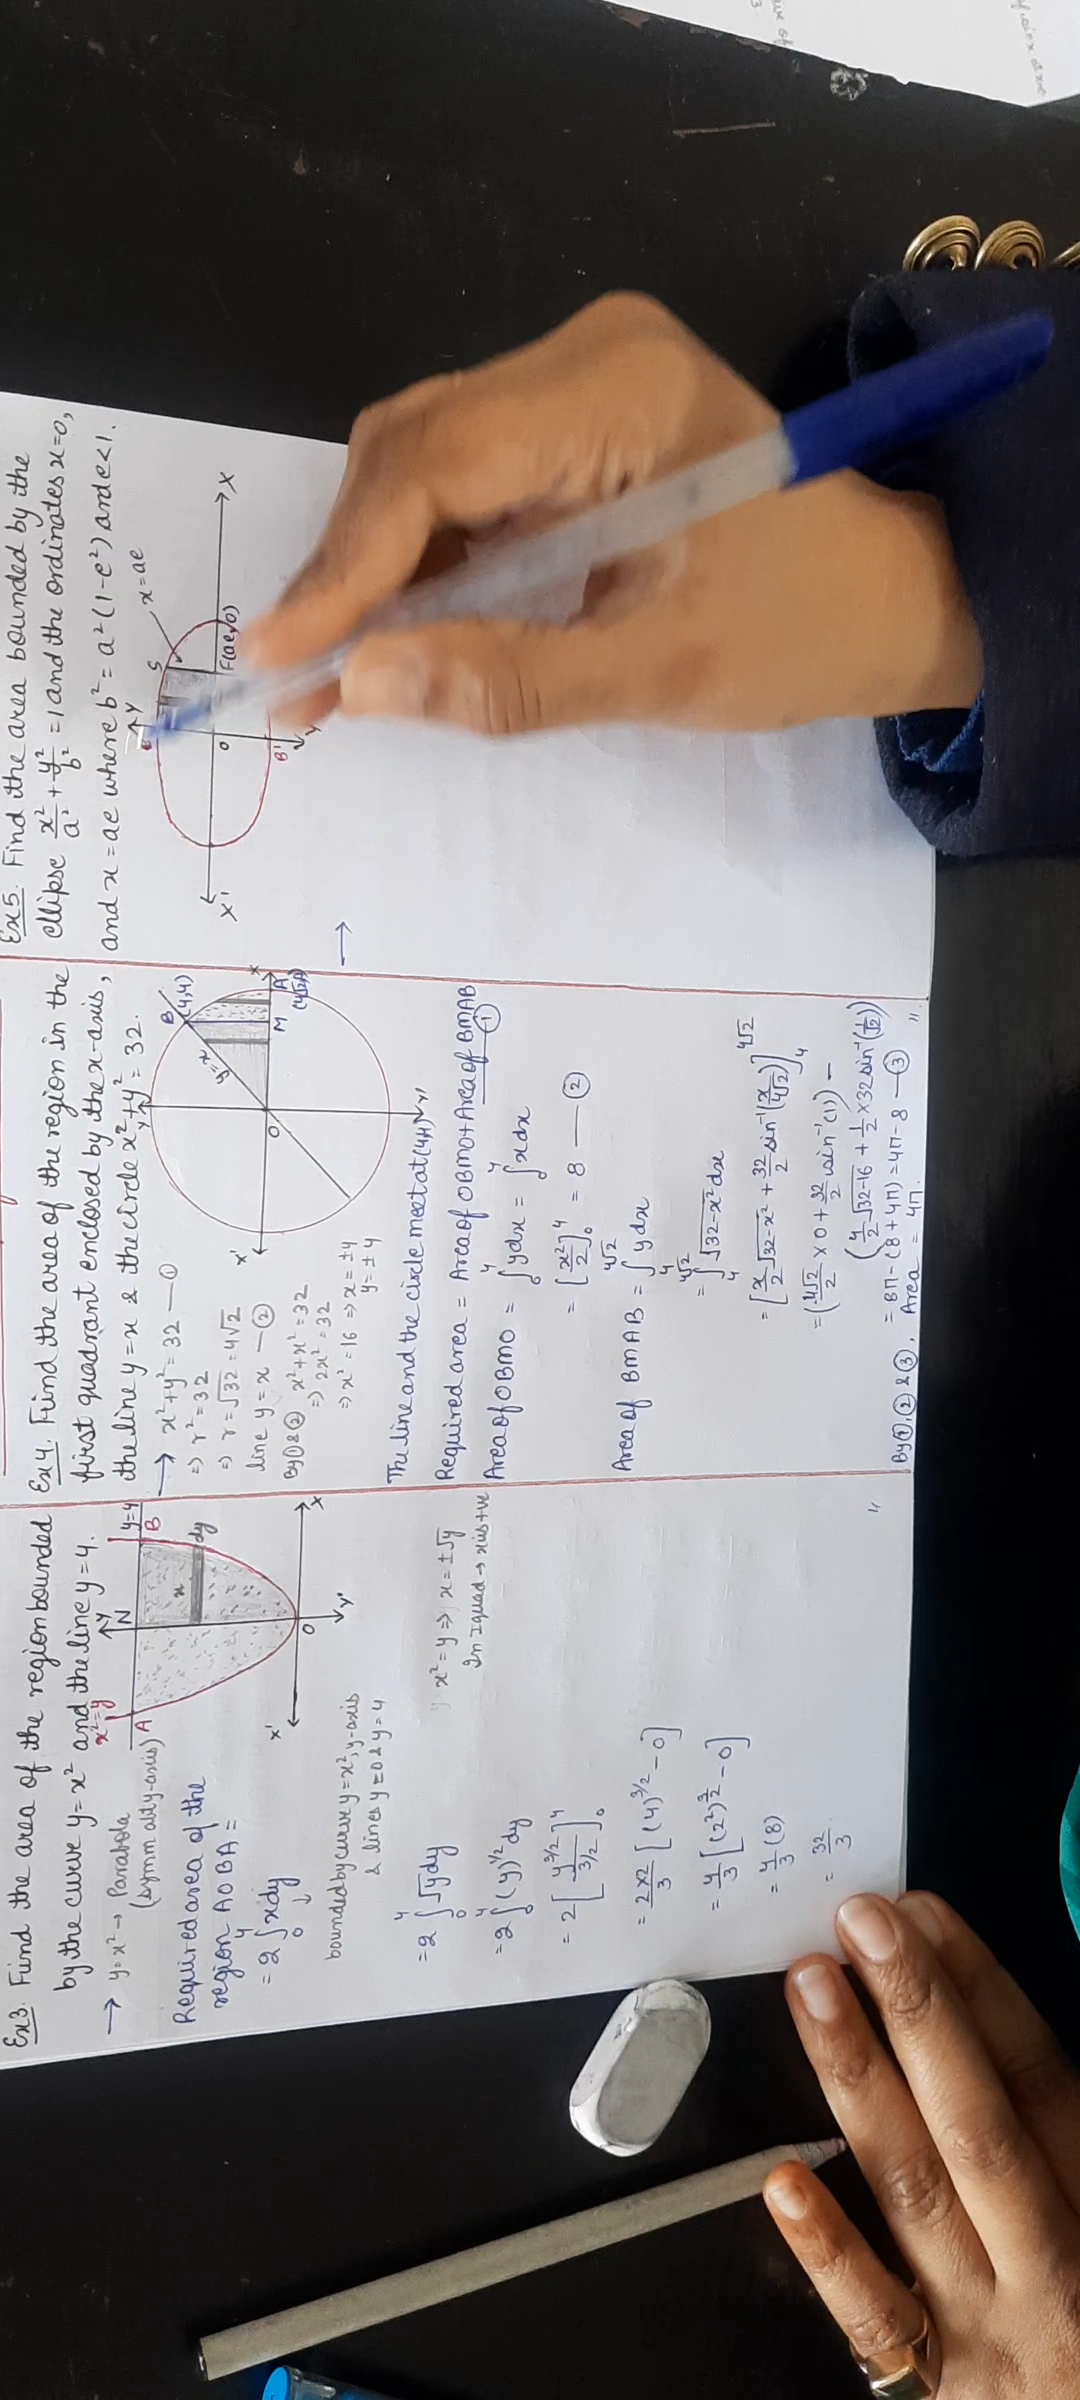 Ex3. Find the area of the region bounded
by the curve y=x² and the line y=4.
→ y=x² → Parabola
(symm abt y-axis)
x²=y
Y
N
y=4
A
B
x
dy
X'
O
X
Y'
Required area of the
region AOBA =
= 2 ∫₀⁴ x dy
↓
bounded by curve y=x², y-axis
& lines y=0 & y=4
= 2 ∫₀⁴ √y dy
x²=y ⇒ x=±√y
In I quad → x is +ve
= 2 ∫₀⁴ (y)^1/2 dy
= 2 [y^3/2 / 3/2]₀⁴
= 2×2/3 [(4)^3/2 - 0]
= 4/3 [(2²)^3/2 - 0]
= 4/3 (8)
= 32/3
"
Ex4. Find the area of the region in the
first quadrant enclosed by the x-axis,
the line y=x & the circle x²+y²=32.
→ x²+y²=32 — ①
⇒ r²=32
⇒ r=√32=4√2
line y=x — ②
By ① & ② x²+x²=32
⇒ 2x²=32
⇒ x²=16 ⇒ x=±4
y=±4
Y
B
(4,4)
y=x
X'
O
M
A
X
Y'
The line and the circle meet at (4,4)
Required area = Area of OBMO + Area of BMAB
①
Area of OBMO = ∫₀⁴ y dx = ∫₀⁴ x dx
= [x²/2]₀⁴ = 8 — ②
Area of BMAB = ∫₄^4√2 y dx
= ∫₄^4√2 √32-x² dx
= [x/2 √32-x² + 32/2 sin⁻¹(x/4√2)]₄^4√2
= (4√2/2 × 0 + 32/2 sin⁻¹(1)) -
(4/2 √32-16 + 1/2 × 32 sin⁻¹(1/√2))
= 8π - (8+4π) = 4π - 8 — ③
By ①, ② & ③, Area = 4π.
"
Ex5. Find the area bounded by the
ellipse x²/a² + y²/b² = 1 and the ordinates x=0,
and x=ae where b²=a²(1-e²) and e<1.
Y
S
x=ae
X'
O
F(ae,0)
X
B'
Y'
→